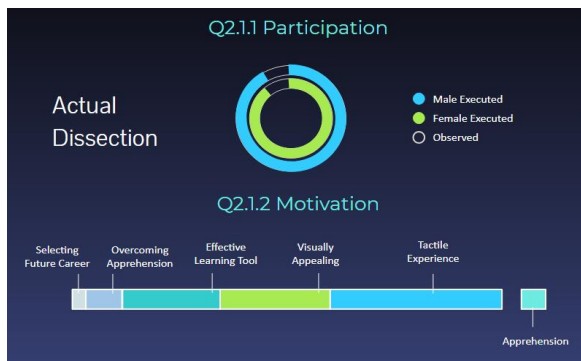 Q2.1.1 Participation
Actual
Dissection
Male Executed
Female Executed
Observed
Q2.1.2 Motivation
Selecting
Future Career
Overcoming
Apprehension
Effective
Learning Tool
Visually
Appealing
Tactile
Experience
Apprehension